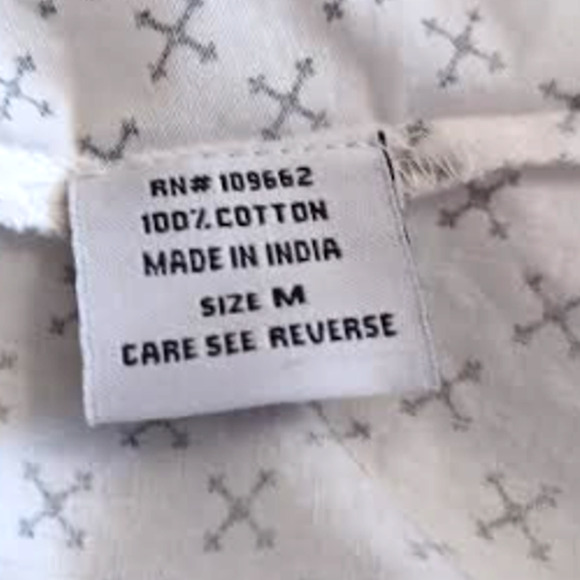 RN# 109662
100% COTTON
MADE IN INDIA
SIZE M
CARE SEE REVERSE